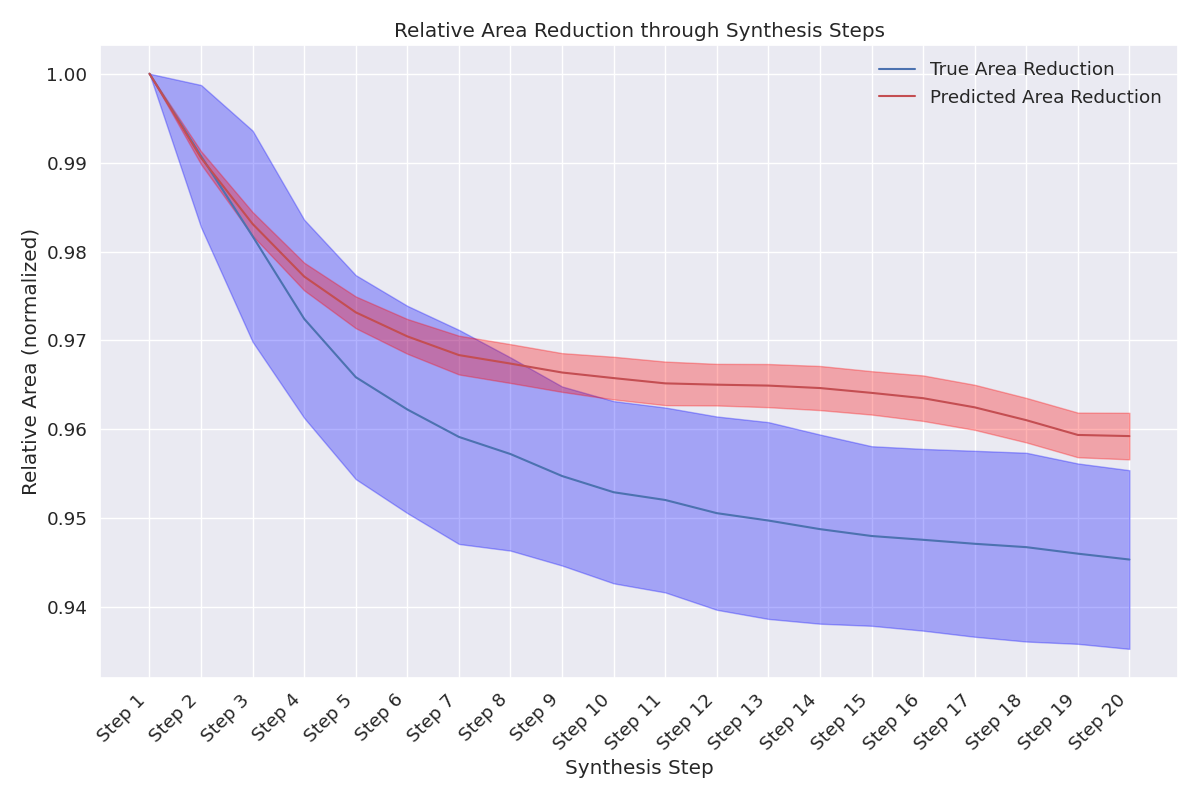 Relative Area Reduction through Synthesis Steps
True Area Reduction
Predicted Area Reduction
Relative Area (normalized)
1.00
0.99
0.98
0.97
0.96
0.95
0.94
Step 1
Step 2
Step 3
Step 4
Step 5
Step 6
Step 7
Step 8
Step 9
Step 10
Step 11
Step 12
Step 13
Step 14
Step 15
Step 16
Step 17
Step 18
Step 19
Step 20
Synthesis Step